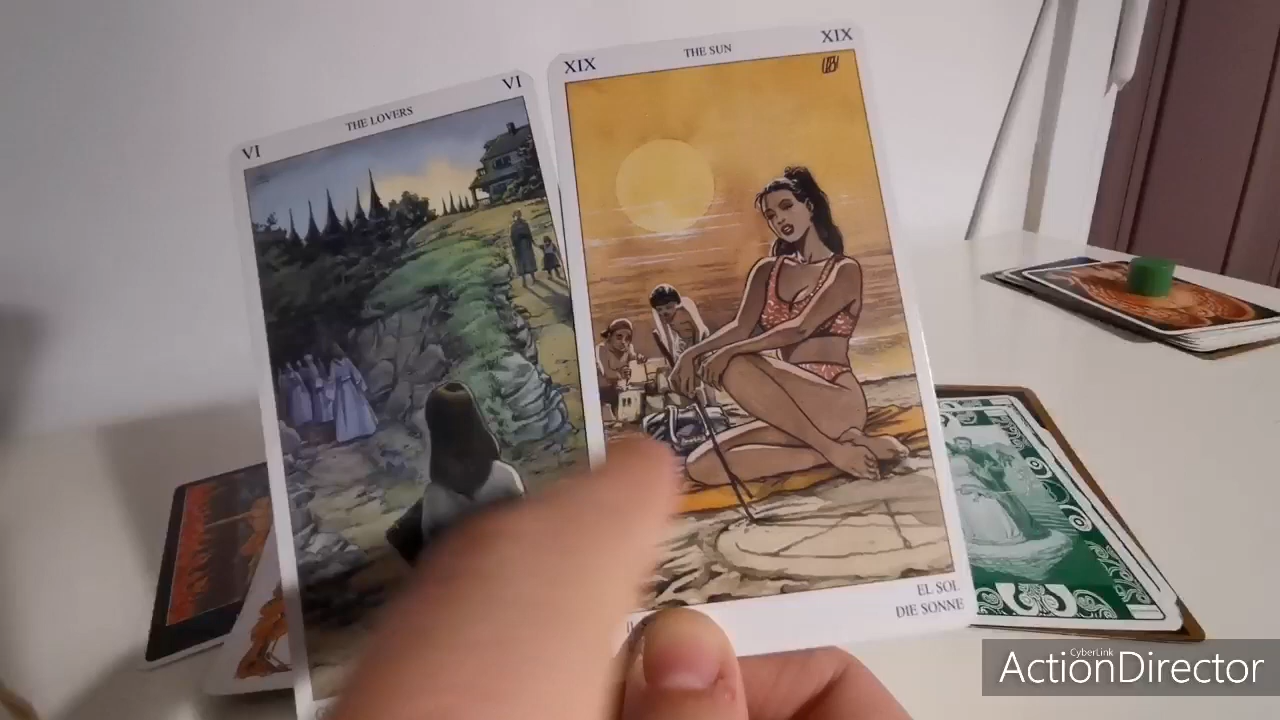 VI
THE LOVERS
VI
XIX
THE SUN
XIX
EL SOL
DIE SONNE
CyberLink
ActionDirector